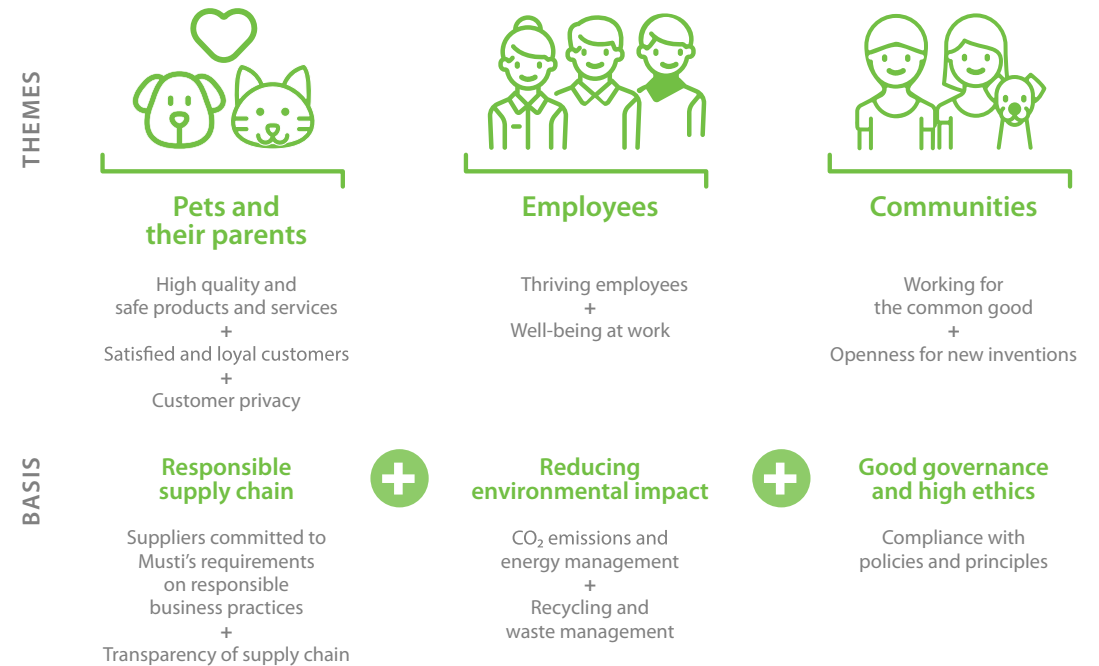 THEMES
Pets and
their parents
High quality and
safe products and services
+
Satisfied and loyal customers
+
Customer privacy
Employees
Thriving employees
+
Well-being at work
Communities
Working for
the common good
+
Openness for new inventions
BASIS
Responsible
supply chain
Suppliers committed to
Musti’s requirements
on responsible
business practices
+
Transparency of supply chain
+
Reducing
environmental impact
CO₂ emissions and
energy management
+
Recycling and
waste management
+
Good governance
and high ethics
Compliance with
policies and principles